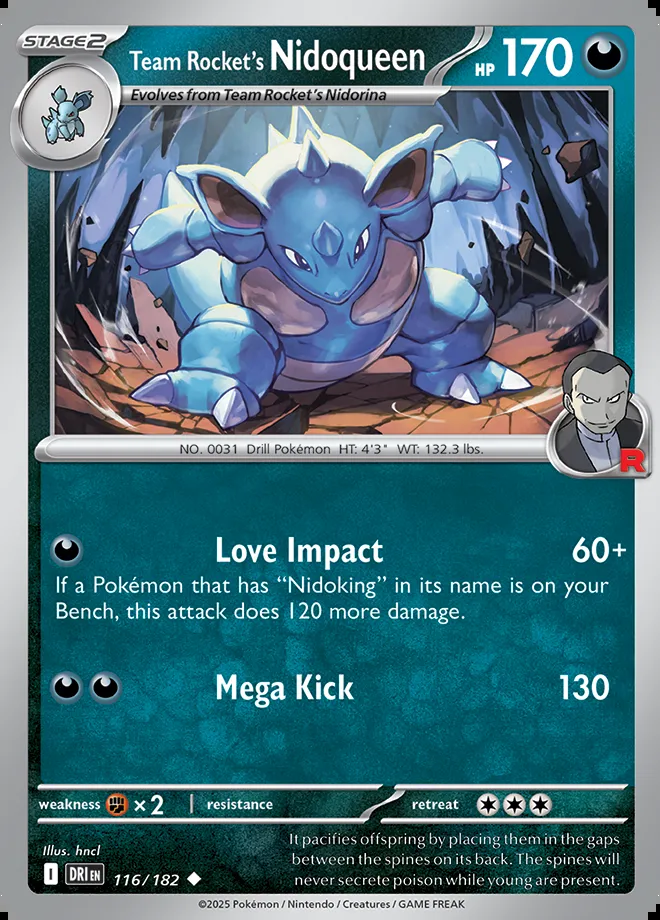 STAGE2
Team Rocket's Nidoqueen HP 170
Evolves from Team Rocket's Nidorina
R
NO. 0031 Drill Pokémon HT: 4'3" WT: 132.3 lbs.
Love Impact 60+
If a Pokémon that has “Nidoking” in its name is on your
Bench, this attack does 120 more damage.
Mega Kick 130
weakness ×2 resistance retreat
Illus. hncl
It pacifies offspring by placing them in the gaps
between the spines on its back. The spines will
never secrete poison while young are present.
I DRI EN 116/182
©2025 Pokémon / Nintendo / Creatures / GAME FREAK